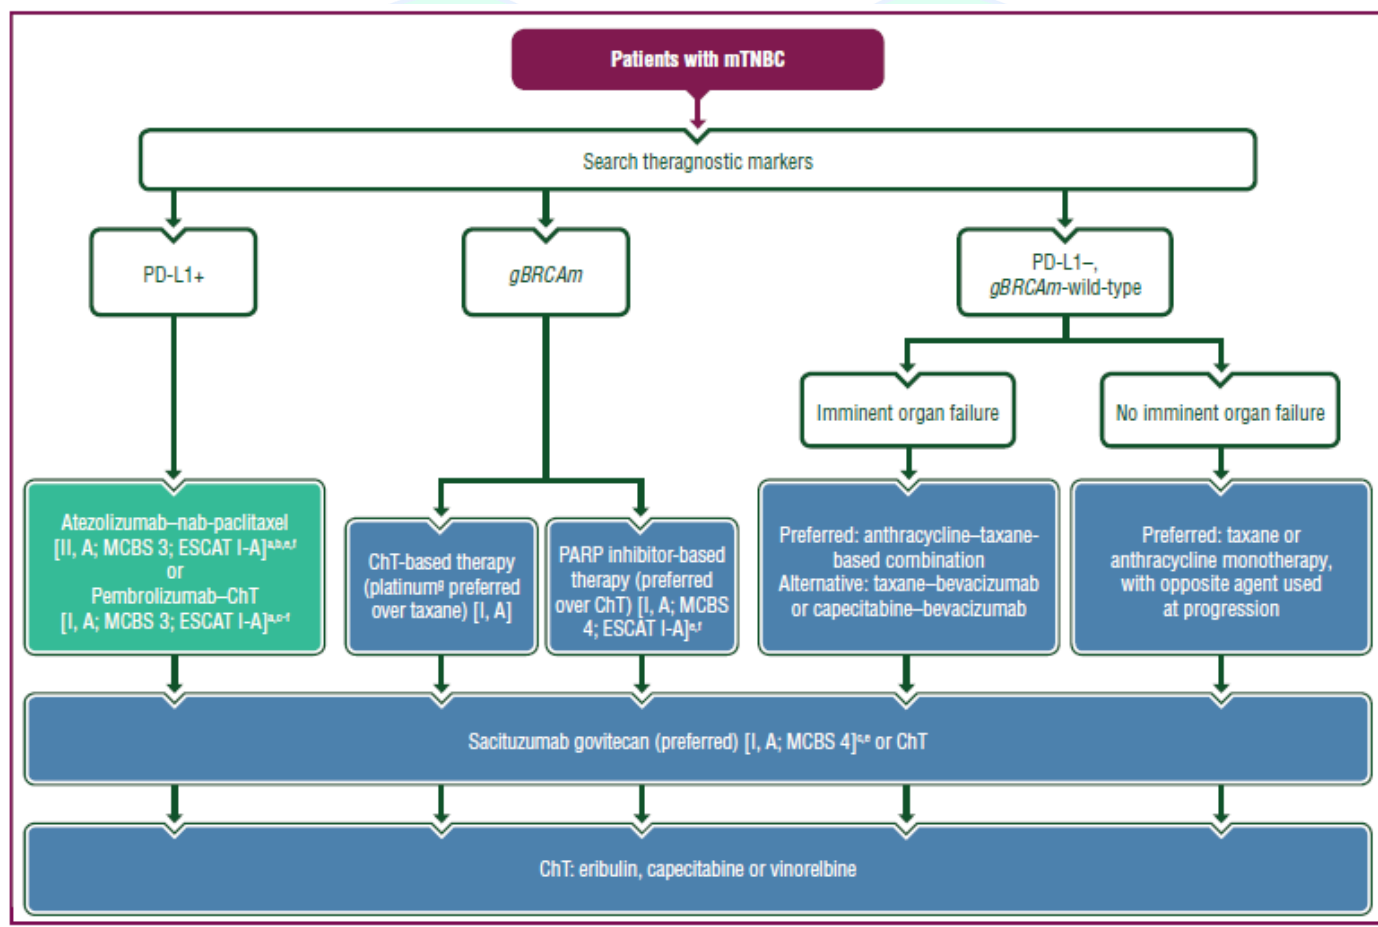 Patients with mTNBC
Search theragnostic markers
PD-L1+
gBRCAm
PD-L1–,
gBRCAm-wild-type
Imminent organ failure
No imminent organ failure
Atezolizumab–nab-paclitaxel
[II, A; MCBS 3; ESCAT I-A]a,b,e,f
or
Pembrolizumab–ChT
[I, A; MCBS 3; ESCAT I-A]a,c-f
ChT-based therapy
(platinumg preferred
over taxane) [I, A]
PARP inhibitor-based
therapy (preferred
over ChT) [I, A; MCBS
4; ESCAT I-A]e,f
Preferred: anthracycline–taxane-
based combination
Alternative: taxane–bevacizumab
or capecitabine–bevacizumab
Preferred: taxane or
anthracycline monotherapy,
with opposite agent used
at progression
Sacituzumab govitecan (preferred) [I, A; MCBS 4]c,e or ChT
ChT: eribulin, capecitabine or vinorelbine